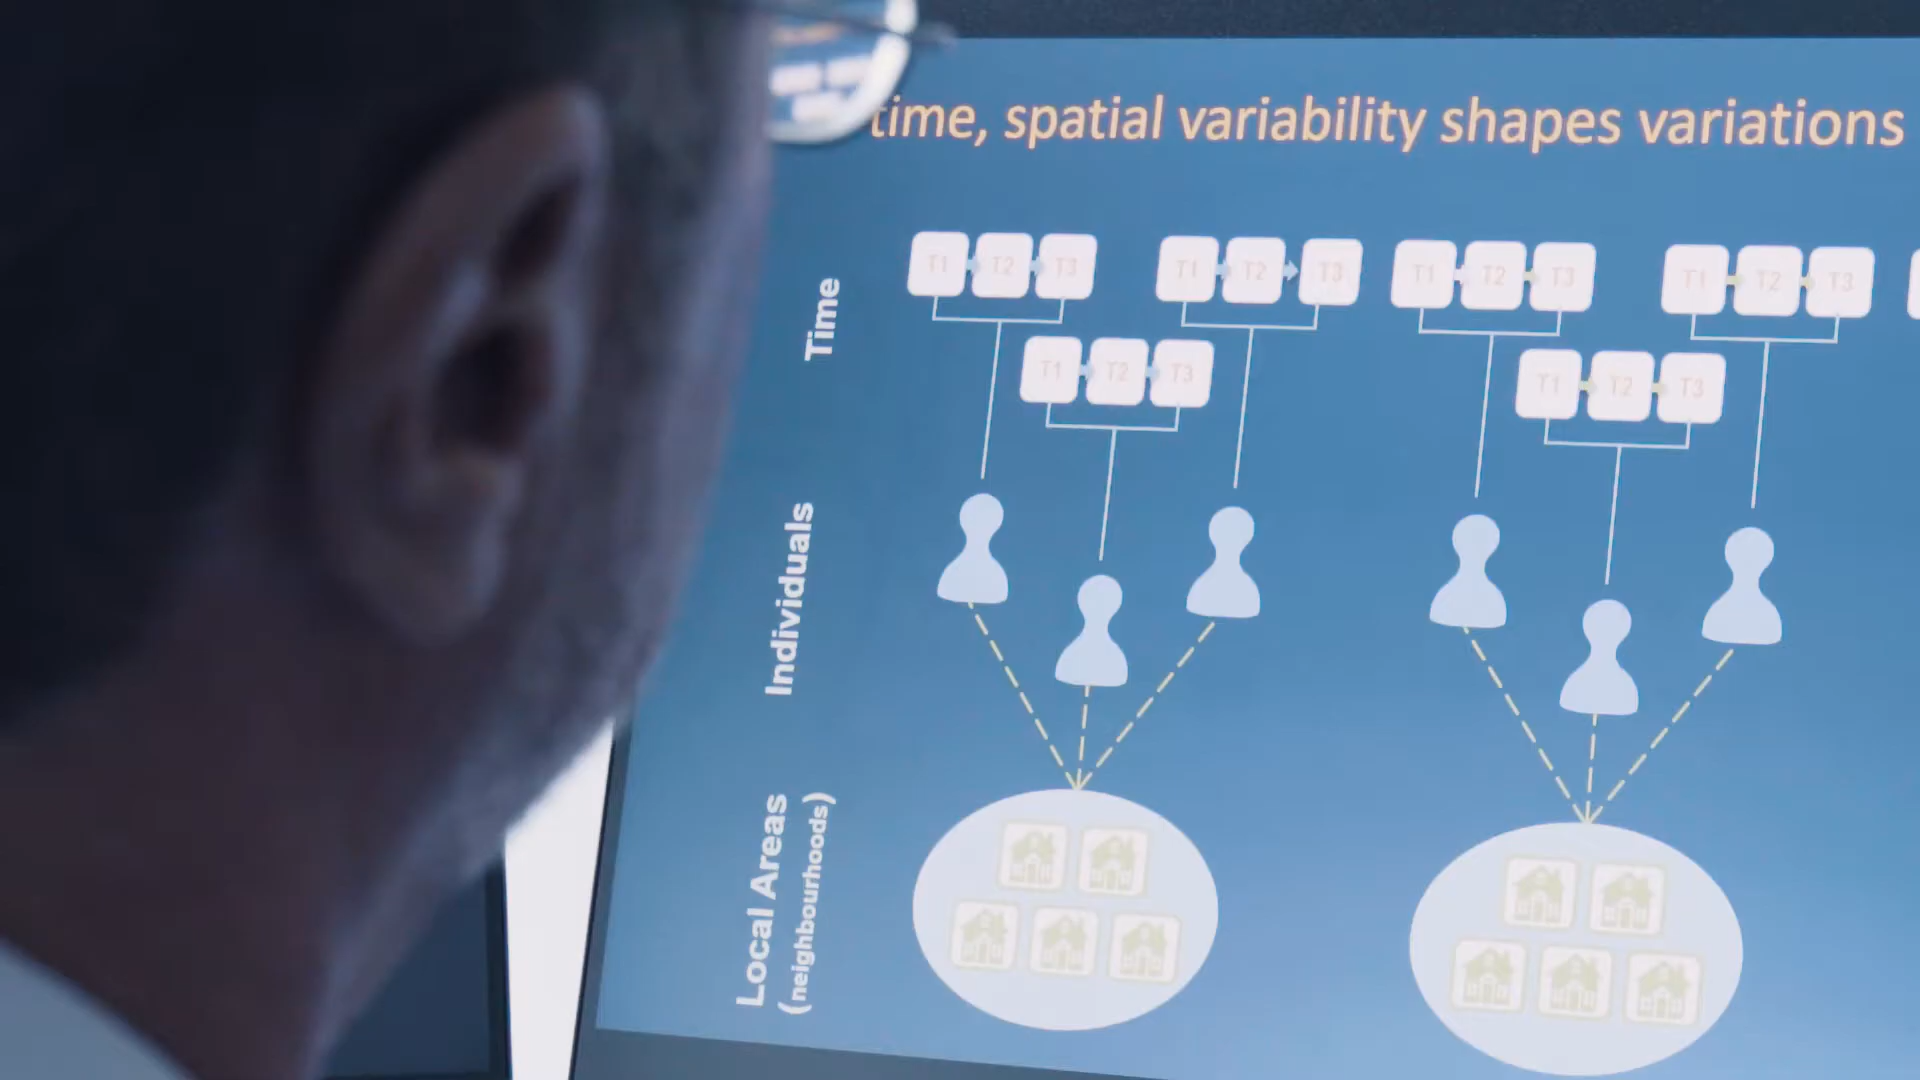 time, spatial variability shapes variations
Time
T1 T2 T3
T1 T2 T3
T1 T2 T3
T1 T2 T3
T1 T2 T3
T1 T2 T3
Individuals
Local Areas
(neighbourhoods)